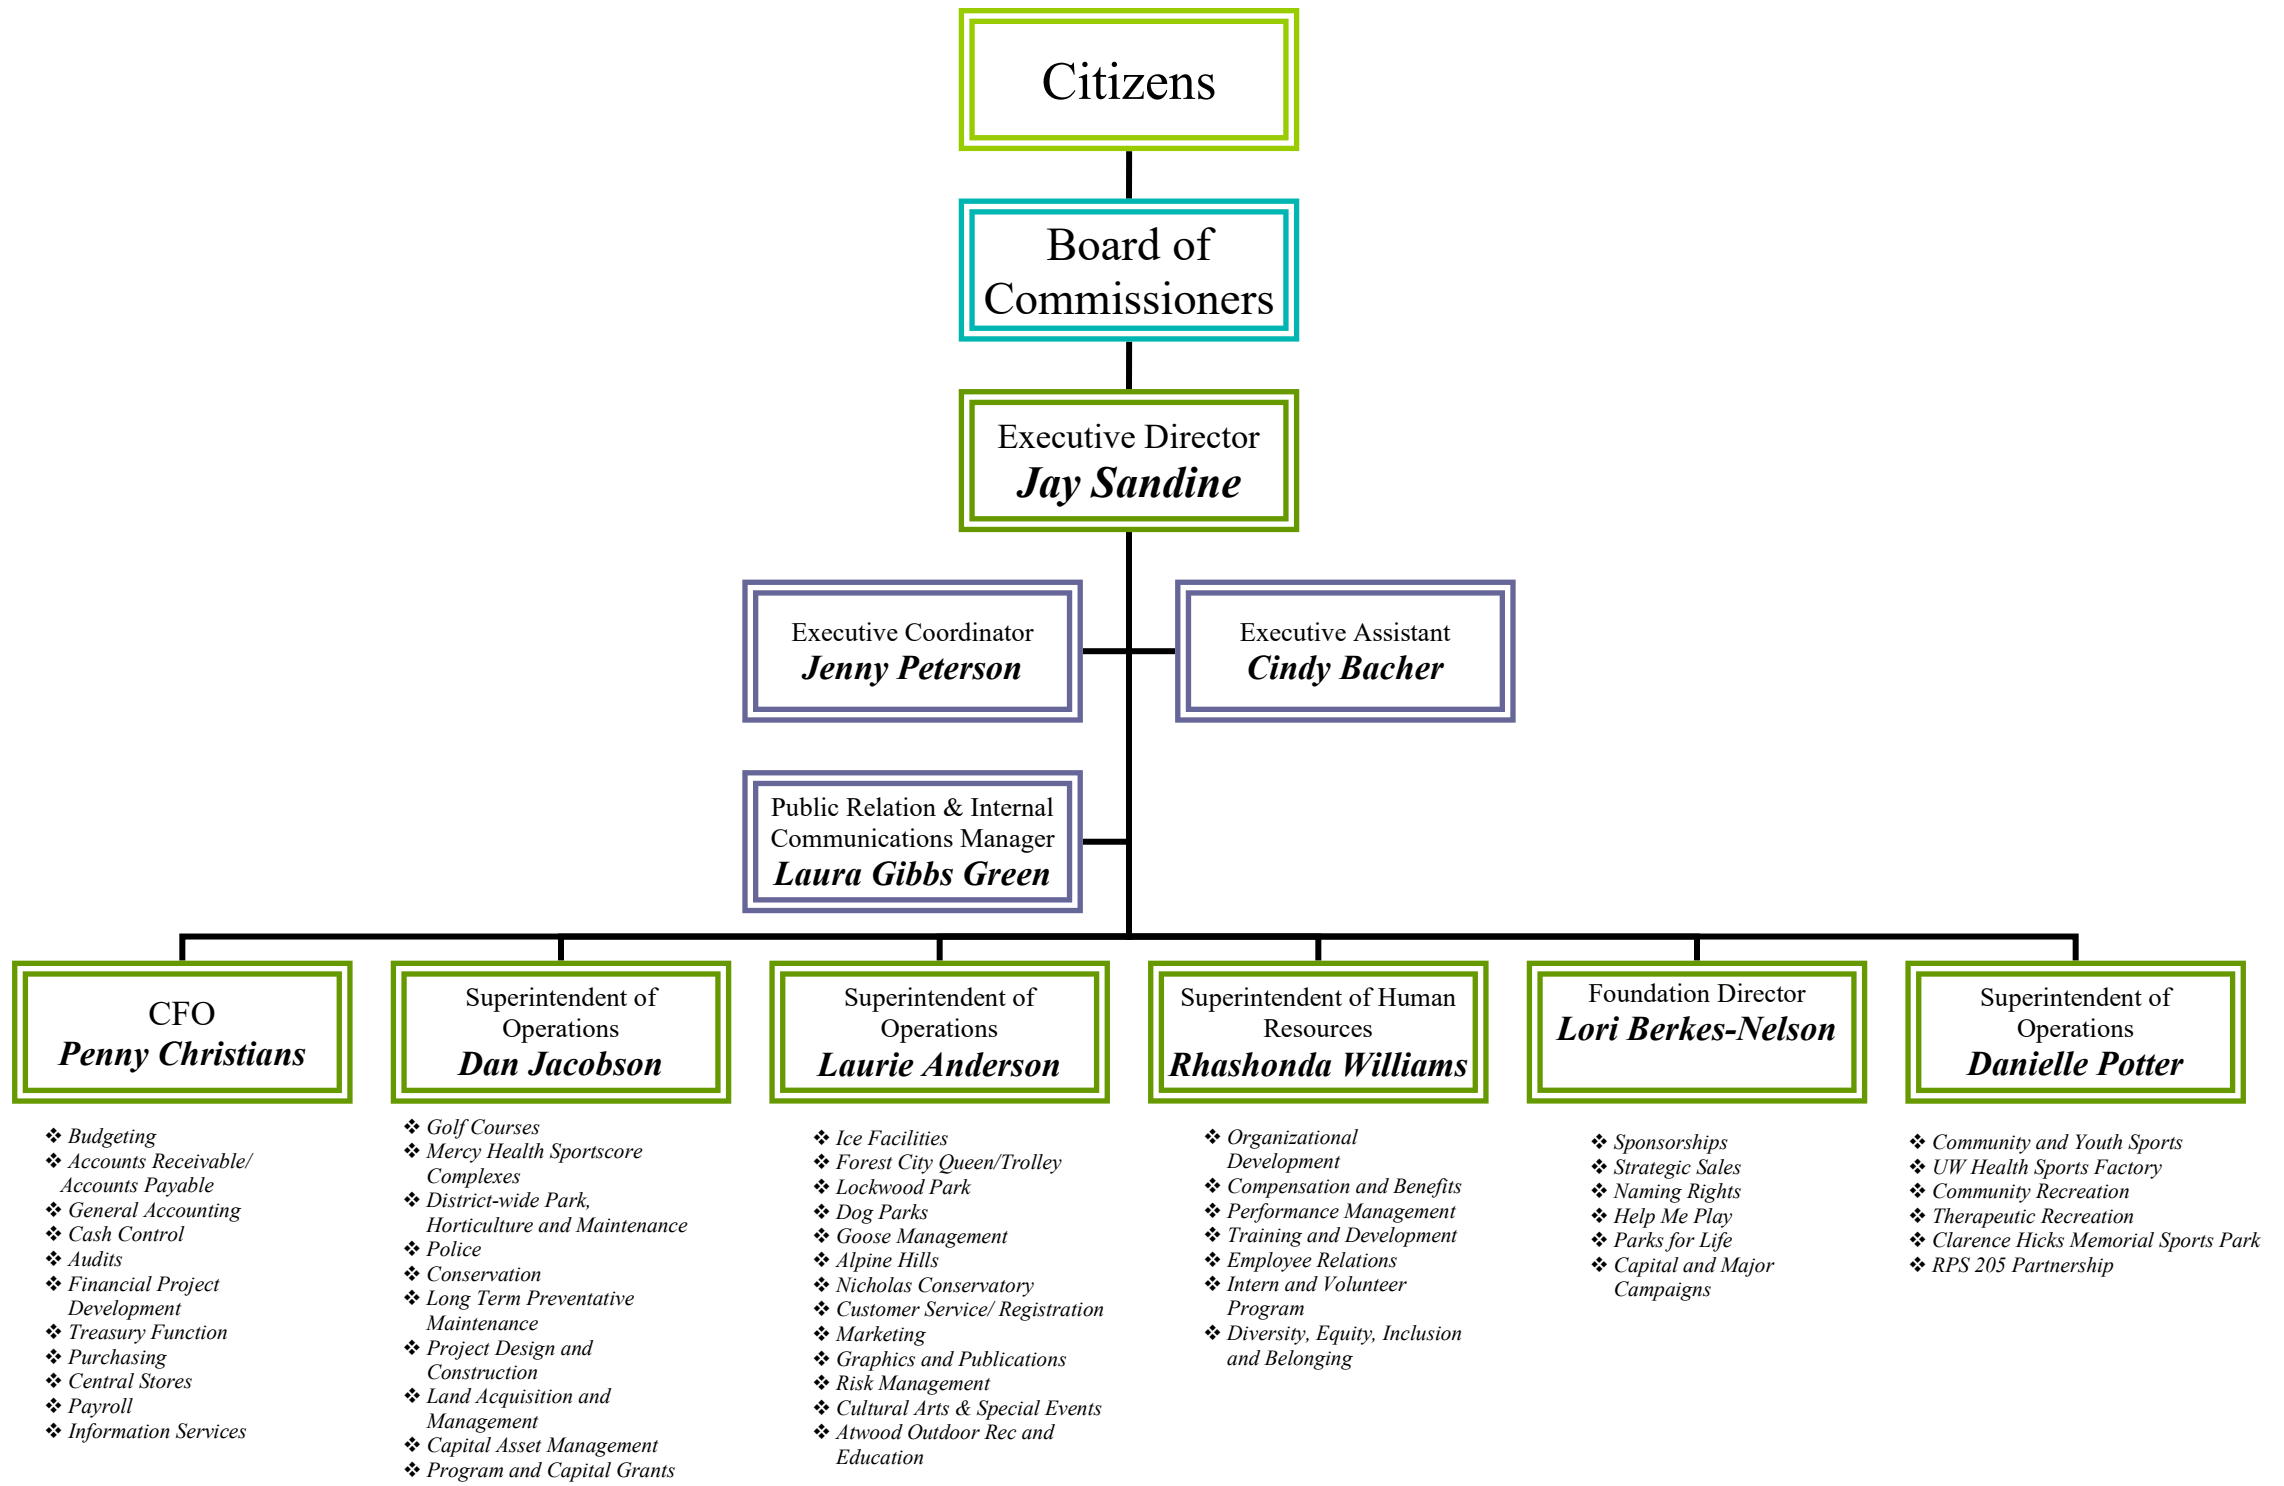 Citizens
Board of
Commissioners
Executive Director
Jay Sandine
Executive Coordinator
Jenny Peterson
Executive Assistant
Cindy Bacher
Public Relation & Internal
Communications Manager
Laura Gibbs Green
CFO
Penny Christians
Superintendent of
Operations
Dan Jacobson
Superintendent of
Operations
Laurie Anderson
Superintendent of Human
Resources
Rhashonda Williams
Foundation Director
Lori Berkes-Nelson
Superintendent of
Operations
Danielle Potter
❖ Budgeting
❖ Accounts Receivable/
Accounts Payable
❖ General Accounting
❖ Cash Control
❖ Audits
❖ Financial Project
Development
❖ Treasury Function
❖ Purchasing
❖ Central Stores
❖ Payroll
❖ Information Services
❖ Golf Courses
❖ Mercy Health Sportscore
Complexes
❖ District-wide Park,
Horticulture and Maintenance
❖ Police
❖ Conservation
❖ Long Term Preventative
Maintenance
❖ Project Design and
Construction
❖ Land Acquisition and
Management
❖ Capital Asset Management
❖ Program and Capital Grants
❖ Ice Facilities
❖ Forest City Queen/Trolley
❖ Lockwood Park
❖ Dog Parks
❖ Goose Management
❖ Alpine Hills
❖ Nicholas Conservatory
❖ Customer Service/ Registration
❖ Marketing
❖ Graphics and Publications
❖ Risk Management
❖ Cultural Arts & Special Events
❖ Atwood Outdoor Rec and
Education
❖ Organizational
Development
❖ Compensation and Benefits
❖ Performance Management
❖ Training and Development
❖ Employee Relations
❖ Intern and Volunteer
Program
❖ Diversity, Equity, Inclusion
and Belonging
❖ Sponsorships
❖ Strategic Sales
❖ Naming Rights
❖ Help Me Play
❖ Parks for Life
❖ Capital and Major
Campaigns
❖ Community and Youth Sports
❖ UW Health Sports Factory
❖ Community Recreation
❖ Therapeutic Recreation
❖ Clarence Hicks Memorial Sports Park
❖ RPS 205 Partnership